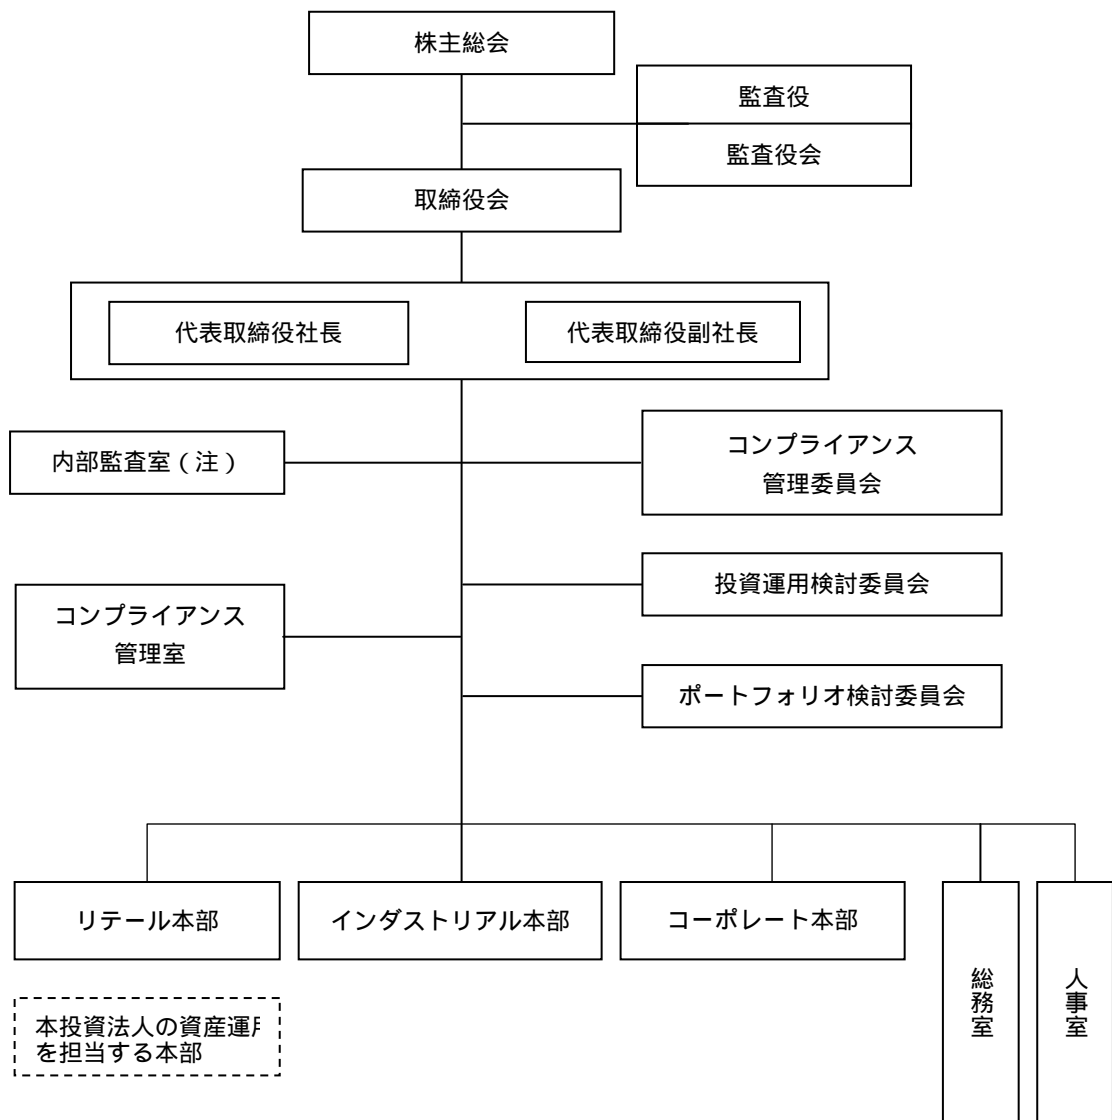 株主総会
監査役
監査役会
取締役会
代表取締役社長
代表取締役副社長
内部監査室(注)
コンプライアンス
管理委員会
投資運用検討委員会
コンプライアンス
管理室
ポートフォリオ検討委員会
リテール本部
インダストリアル本部
コーポレート本部
総務室
人事室
本投資法人の資産運用
を担当する本部